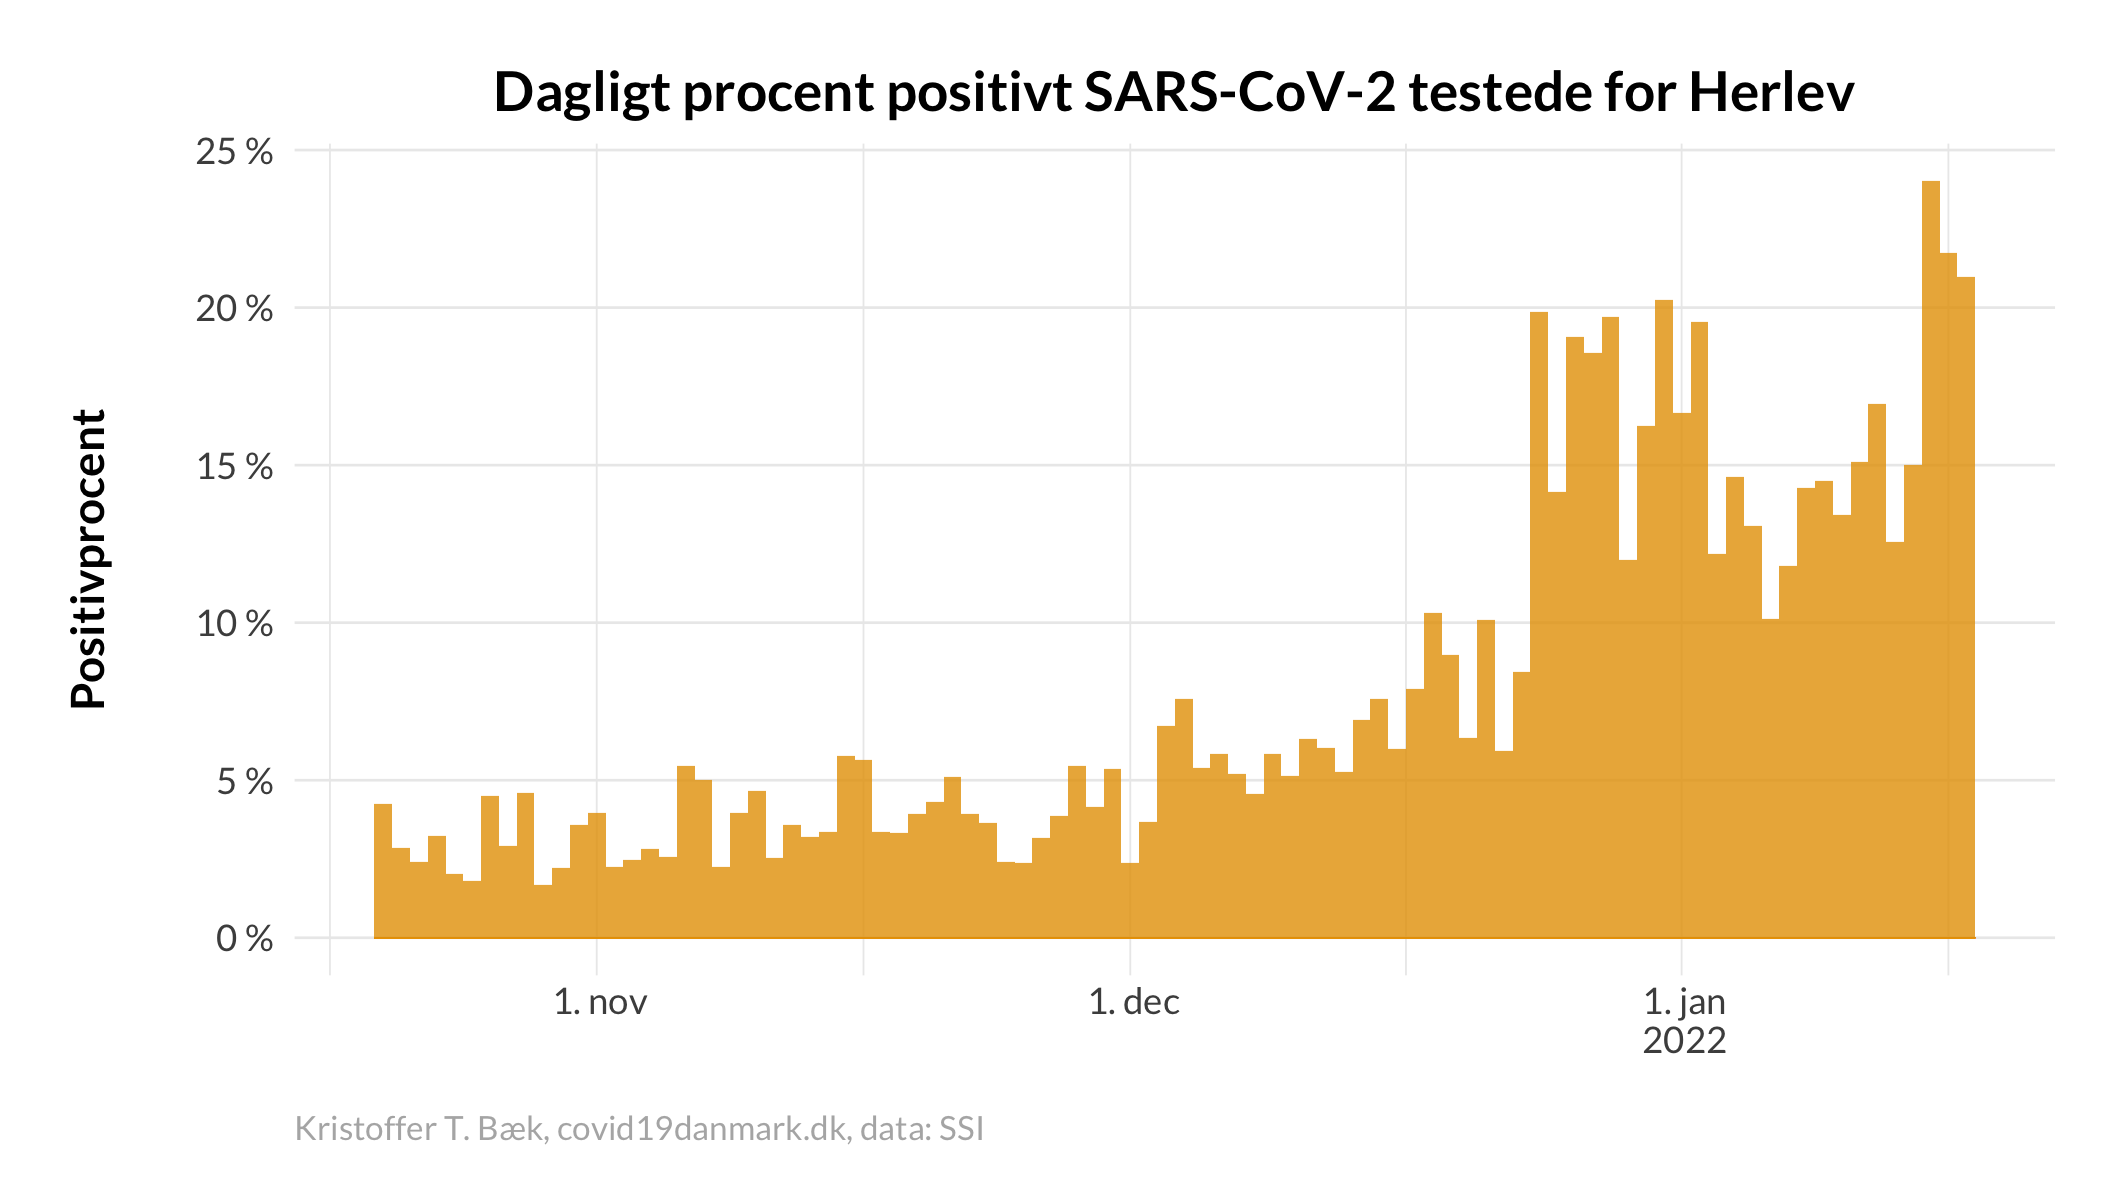 Dagligt procent positivt SARS-CoV-2 testede for Herlev
25 %
20 %
15 %
10 %
5 %
0 %
Positivprocent
1. nov
1. dec
1. jan
2022
Kristoffer T. Bæk, covid19danmark.dk, data: SSI